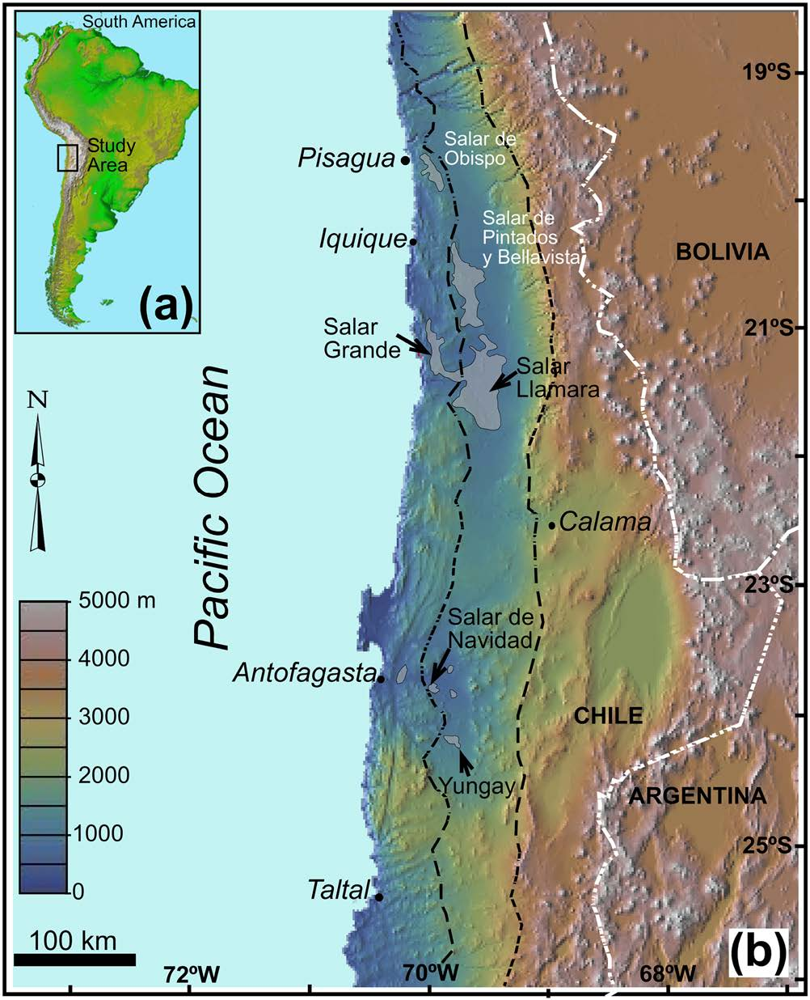 South America
Study
Area
(a)
19ºS
Salar de
Obispo
Pisagua
Salar de
Pintados
y Bellavista
Iquique
BOLIVIA
21ºS
Salar
Grande
Salar
Llamara
N
Pacific Ocean
Calama
23ºS
5000 m
4000
3000
2000
1000
0
Salar de
Navidad
Antofagasta
CHILE
Yungay
ARGENTINA
25ºS
Taltal
100 km
(b)
72ºW
70ºW
68ºW